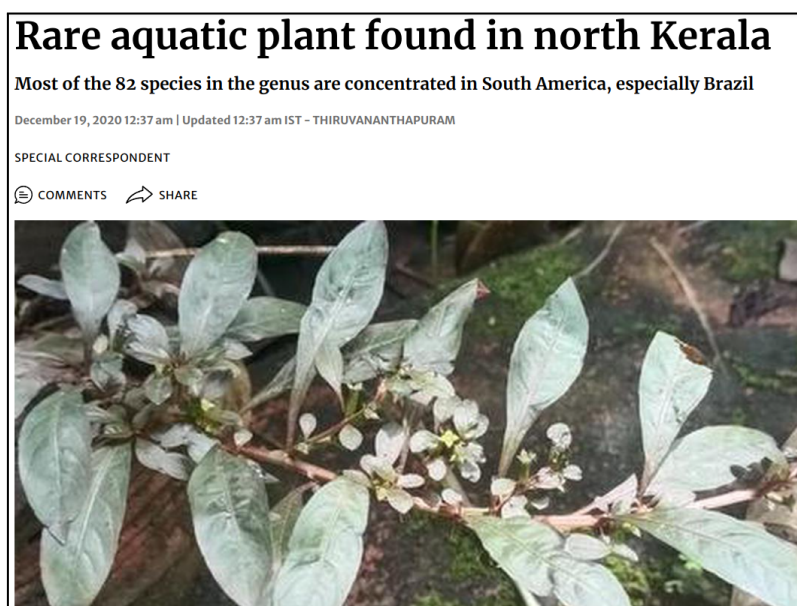 Rare aquatic plant found in north Kerala
Most of the 82 species in the genus are concentrated in South America, especially Brazil
December 19, 2020 12:37 am | Updated 12:37 am IST - THIRUVANANTHAPURAM
SPECIAL CORRESPONDENT
COMMENTS SHARE